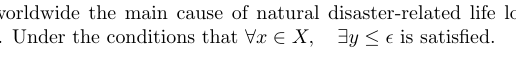 worldwide the main cause of natural disaster-related life lo
. Under the conditions that ∀x ∈ X, ∃y ≤ ϵ is satisfied.